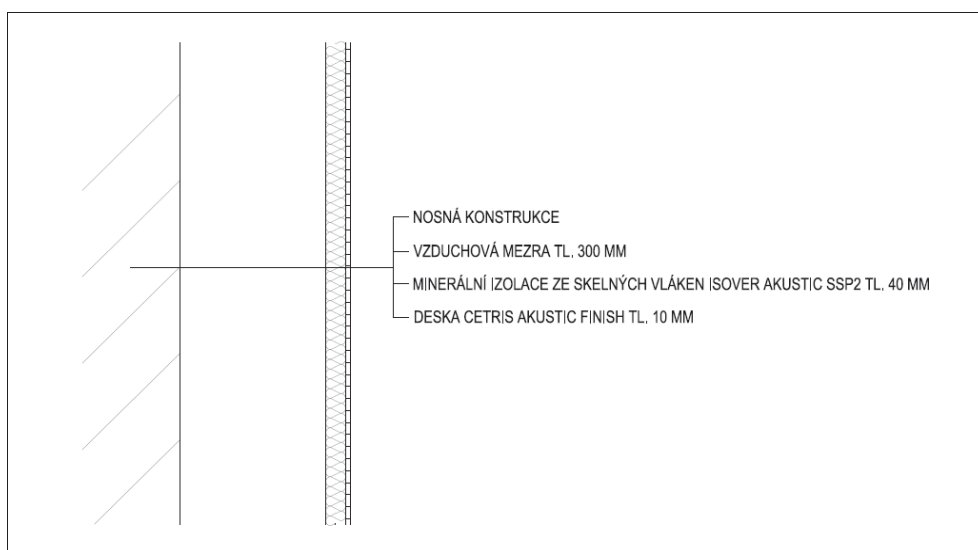 NOSNÁ KONSTRUKCE
VZDUCHOVÁ MEZRA TL. 300 MM
MINERÁLNÍ IZOLACE ZE SKELNÝCH VLÁKEN ISOVER AKUSTIC SSP2 TL. 40 MM
DESKA CETRIS AKUSTIC FINISH TL. 10 MM